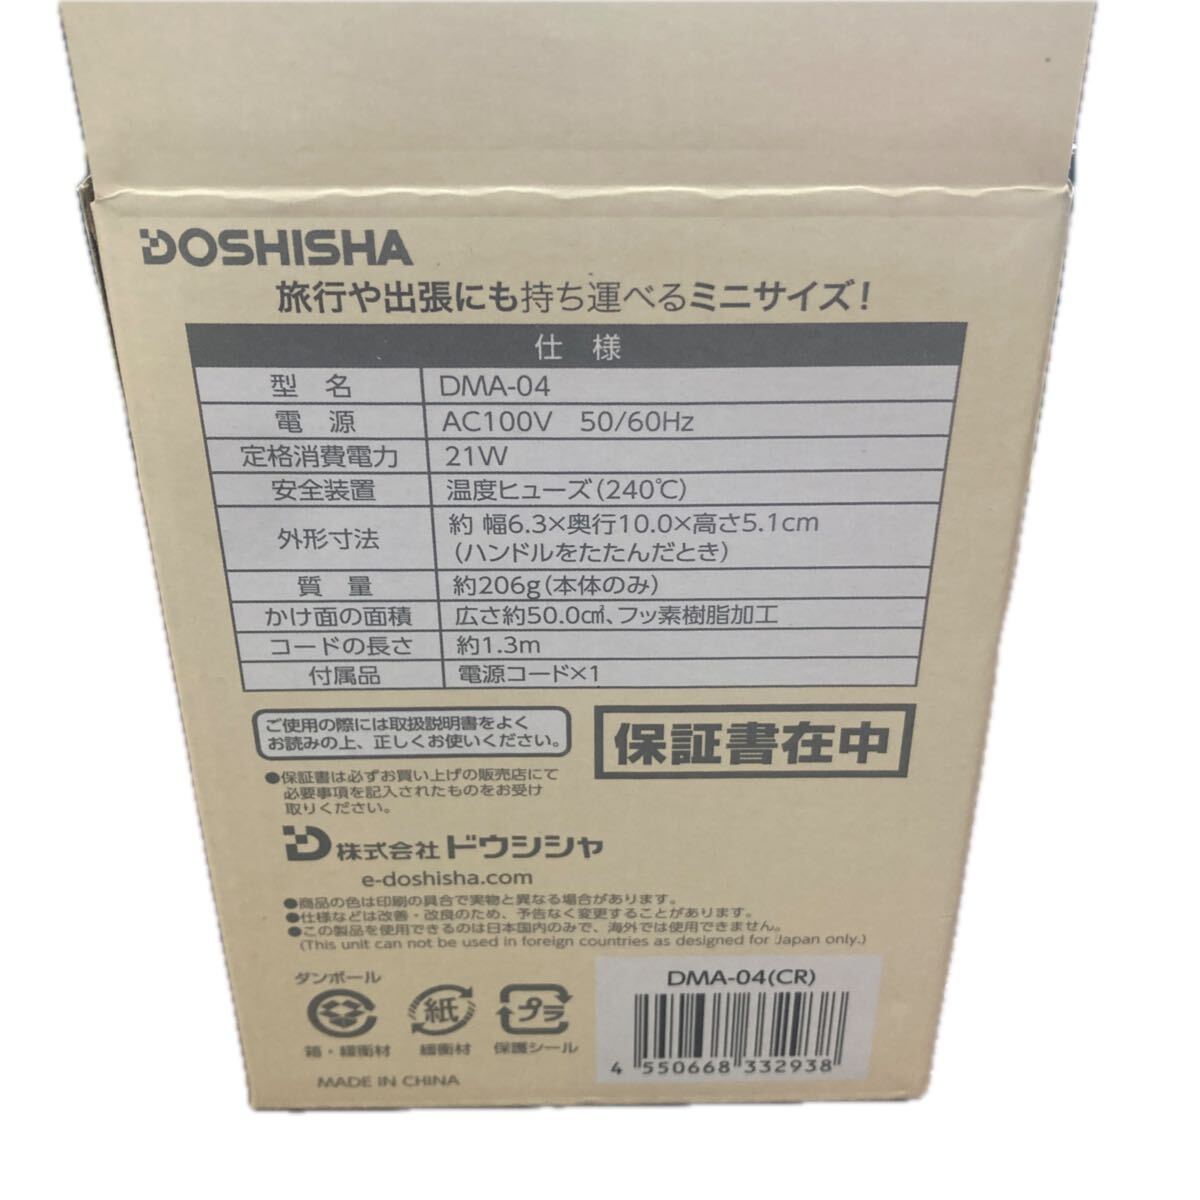 DOSHISHA
旅行や出張にも持ち運べるミニサイズ!
仕 様
型 名 DMA-04
電 源 AC100V 50/60Hz
定格消費電力 21W
安全装置 温度ヒューズ(240℃)
外形寸法 約 幅6.3×奥行10.0×高さ5.1cm
(ハンドルをたたんだとき)
質 量 約206g(本体のみ)
かけ面の面積 広さ約50.0㎠、フッ素樹脂加工
コードの長さ 約1.3m
付属品 電源コード×1
ご使用の際には取扱説明書をよく
お読みの上、正しくお使いください。
保証書在中
●保証書は必ずお買い上げの販売店にて
必要事項を記入されたものをお受け
取りください。
株式会社ドウシシャ
e-doshisha.com
●商品の色は印刷の具合で実物と異なる場合があります。
●仕様などは改善・改良のため、予告なく変更することがあります。
●この製品を使用できるのは日本国内のみで、海外では使用できません。
(This unit can not be used in foreign countries as designed for Japan only.)
ダンボール
箱・緩衝材
紙
緩衝材
プラ
保護シール
MADE IN CHINA
DMA-04(CR)
4 550668 332938